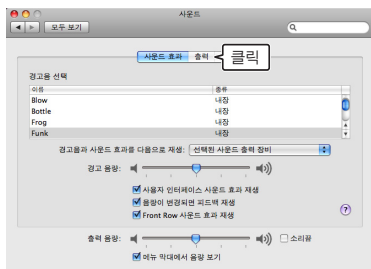 사운드
모두 보기
사운드 효과 출력 클릭
경고음 선택
이름 종류
Blow 내장
Bottle 내장
Frog 내장
Funk 내장
경고음과 사운드 효과를 다음으로 재생: 선택된 사운드 출력 장비
경고 음량:
사용자 인터페이스 사운드 효과 재생
음량이 변경되면 피드백 재생
Front Row 사운드 효과 재생
?
출력 음량: 소리끔
메뉴 막대에서 음량 보기